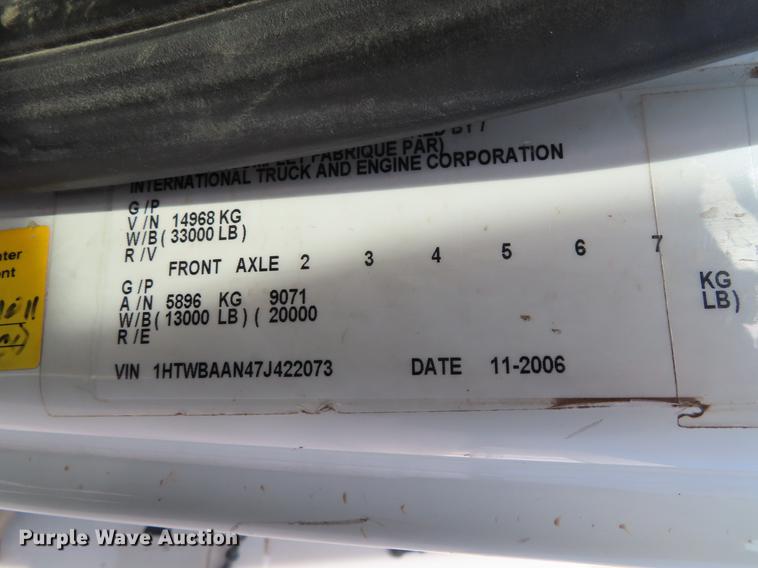 BY /
FABRIQUE PAR)
INTERNATIONAL TRUCK AND ENGINE CORPORATION
G /P
V /N 14968 KG
W/B ( 33000 LB )
R /V
FRONT AXLE 2 3 4 5 6 7
G /P
A /N 5896 KG 9071 KG
W/B ( 13000 LB ) ( 20000 LB)
R /E
VIN 1HTWBAAN47J422073 DATE 11-2006
Purple Wave Auction